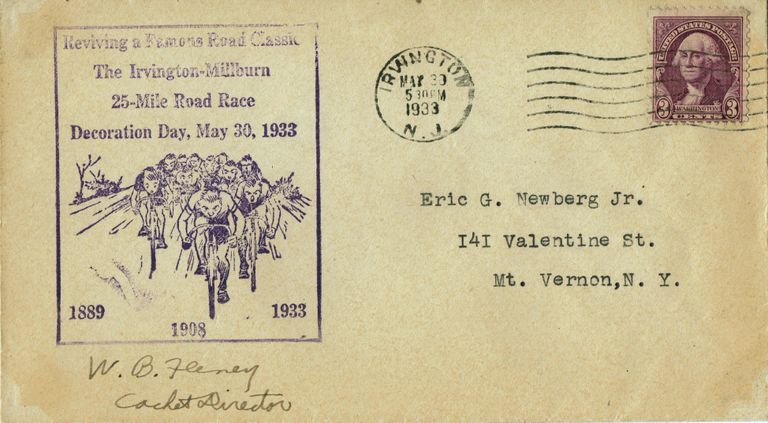 Reviving a Famous Road Classic
The Irvington-Millburn
25-Mile Road Race
Decoration Day, May 30, 1933
1889
1933
1908
W. B.
Cachet Director
IRVINGTON
MAY 30
5 30 PM
1933
N. J.
UNITED STATES POSTAGE
WASHINGTON
3 3
CENTS
Eric G. Newberg Jr.
141 Valentine St.
Mt. Vernon, N. Y.